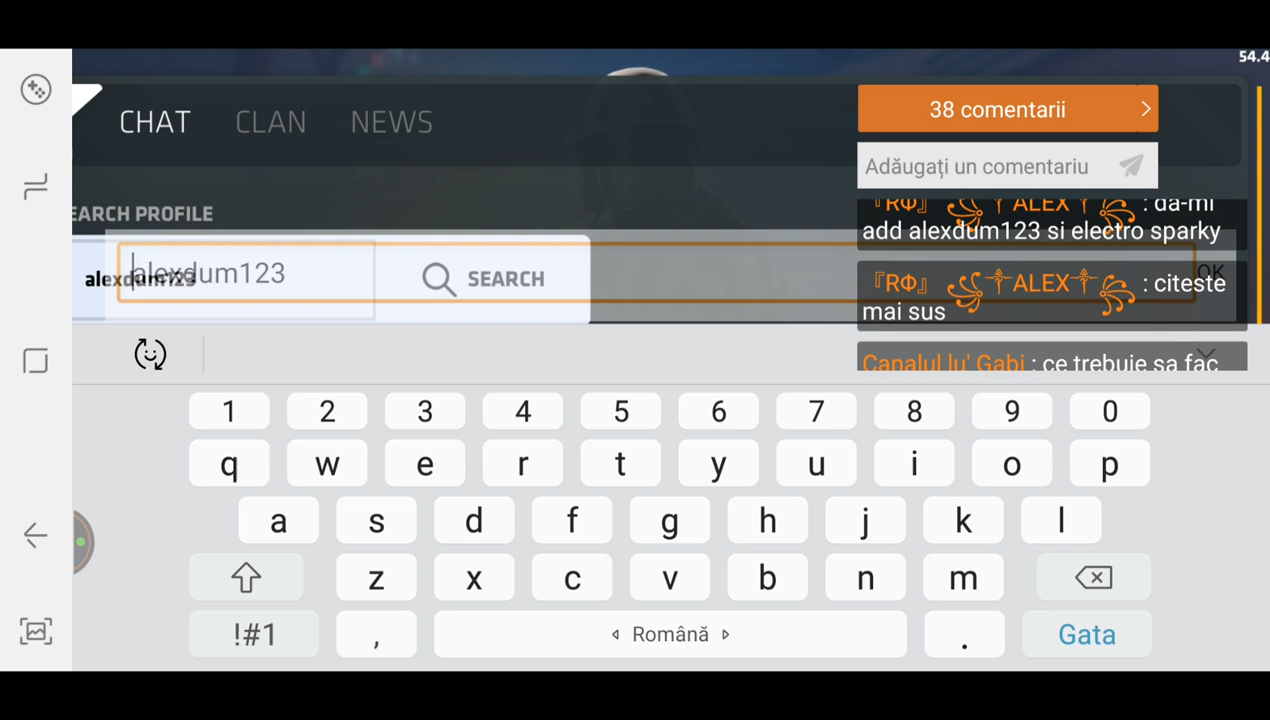 54.4
CHAT CLAN NEWS
38 comentarii
Adăugați un comentariu
EARCH PROFILE
alexdum123
alexdum123
SEARCH
OK
『RΦ』 ꧁༒ALEX༒꧂ : da-mi
add alexdum123 si electro sparky
『RΦ』 ꧁༒ALEX༒꧂ : citeste
mai sus
Canalul lu' Gabi : ce trebuie sa fac
1 2 3 4 5 6 7 8 9 0
q w e r t y u i o p
a s d f g h j k l
z x c v b n m
!#1 , Română . Gata